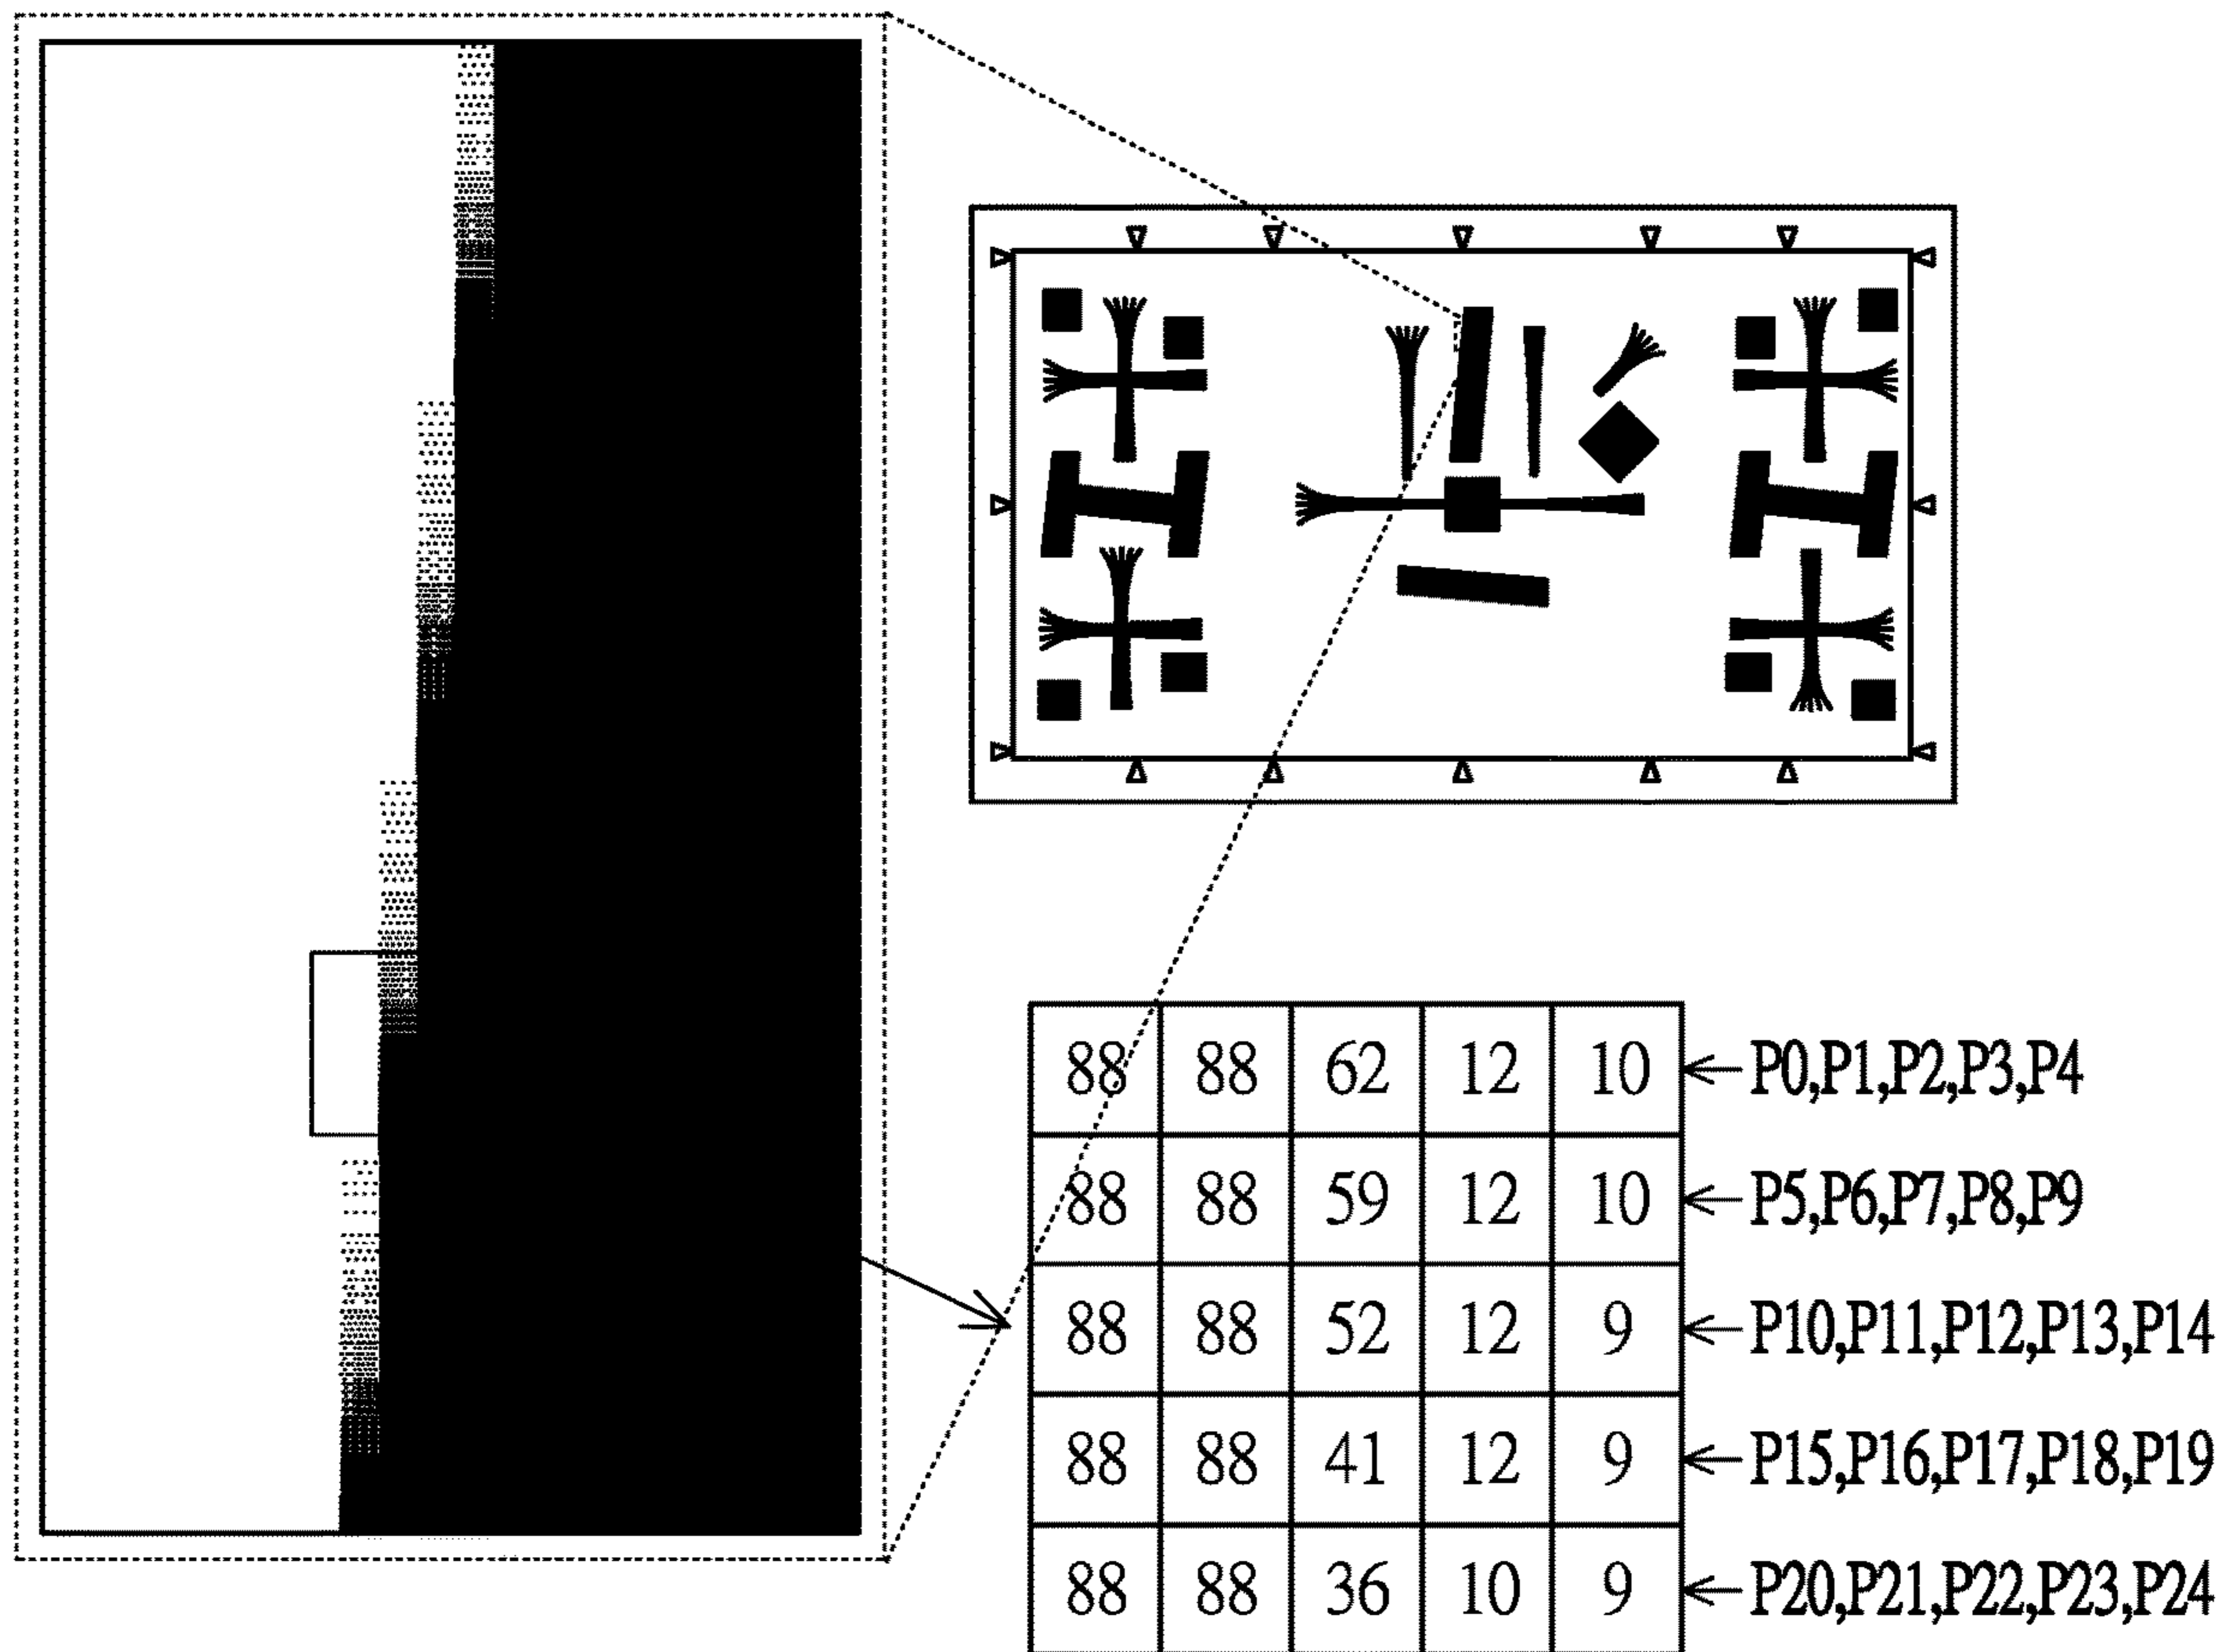 88 88 62 12 10 P0,P1,P2,P3,P4
88 88 59 12 10 P5,P6,P7,P8,P9
88 88 52 12 9 P10,P11,P12,P13,P14
88 88 41 12 9 P15,P16,P17,P18,P19
88 88 36 10 9 P20,P21,P22,P23,P24